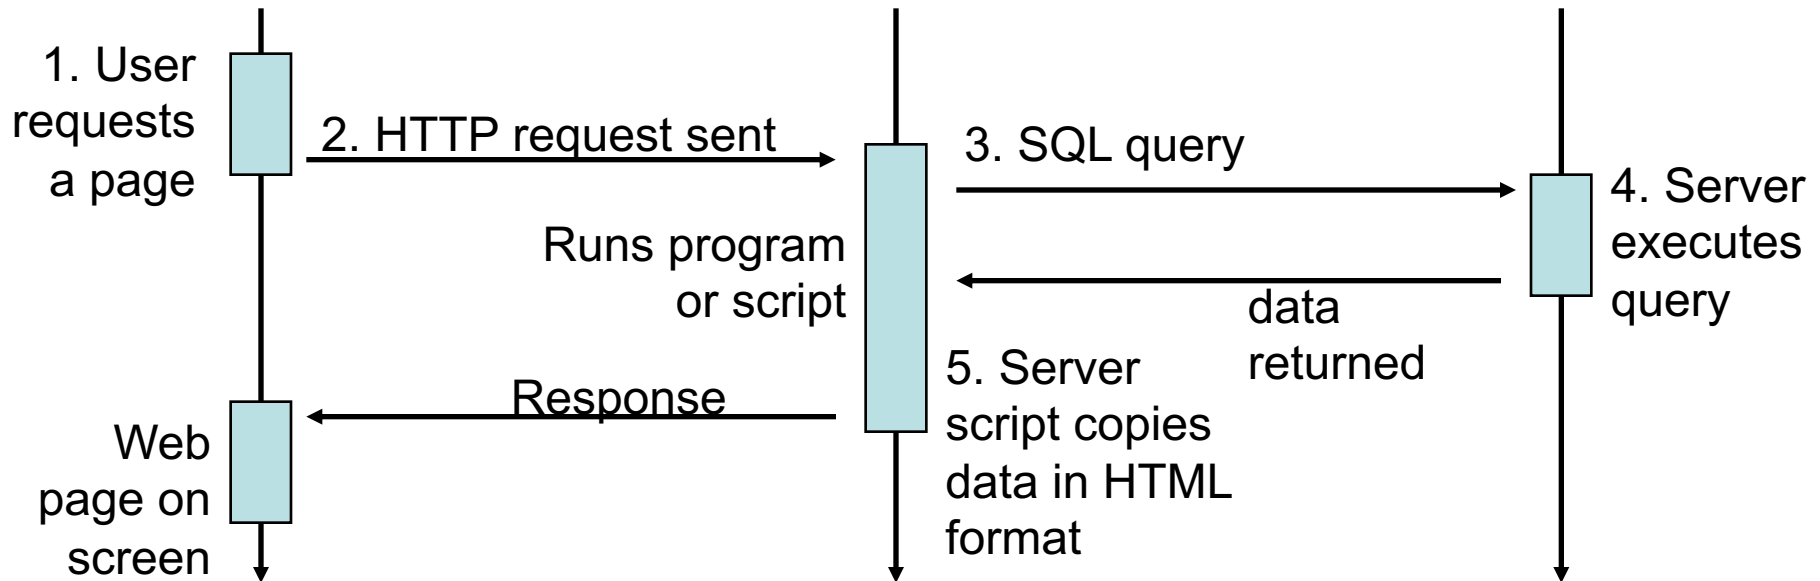 1. User
requests
a page
2. HTTP request sent
3. SQL query
4. Server
executes
query
Runs program
or script
data
returned
5. Server
script copies
data in HTML
format
Response
Web
page on
screen